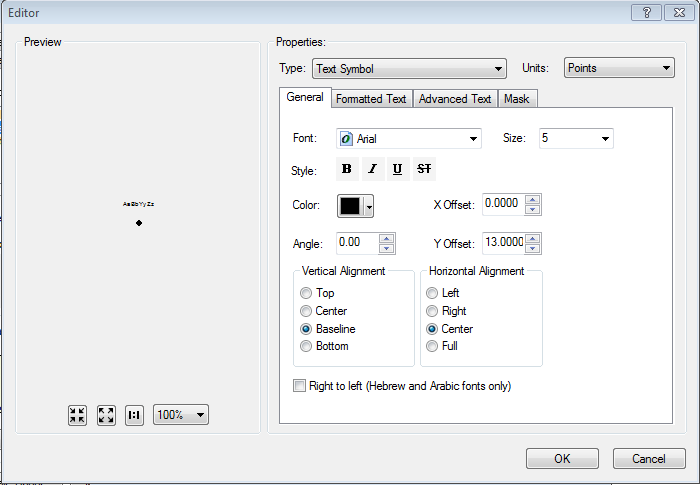 Editor
Preview
AaBbYyZz
100%
Properties:
Type: Text Symbol Units: Points
General Formatted Text Advanced Text Mask
Font: Arial Size: 5
Style: B I U ST
Color: X Offset: 0.0000
Angle: 0.00 Y Offset: 13.0000
Vertical Alignment
Top
Center
Baseline
Bottom
Horizontal Alignment
Left
Right
Center
Full
Right to left (Hebrew and Arabic fonts only)
OK Cancel